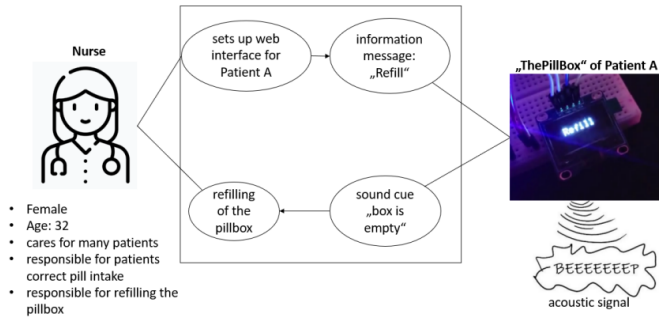 Nurse
• Female
• Age: 32
• cares for many patients
• responsible for patients
correct pill intake
• responsible for refilling the
pillbox
sets up web
interface for
Patient A
information
message:
„Refill“
refilling
of the
pillbox
sound cue
„box is
empty“
„ThePillBox“ of Patient A
Refill
BEEEEEEEP
acoustic signal